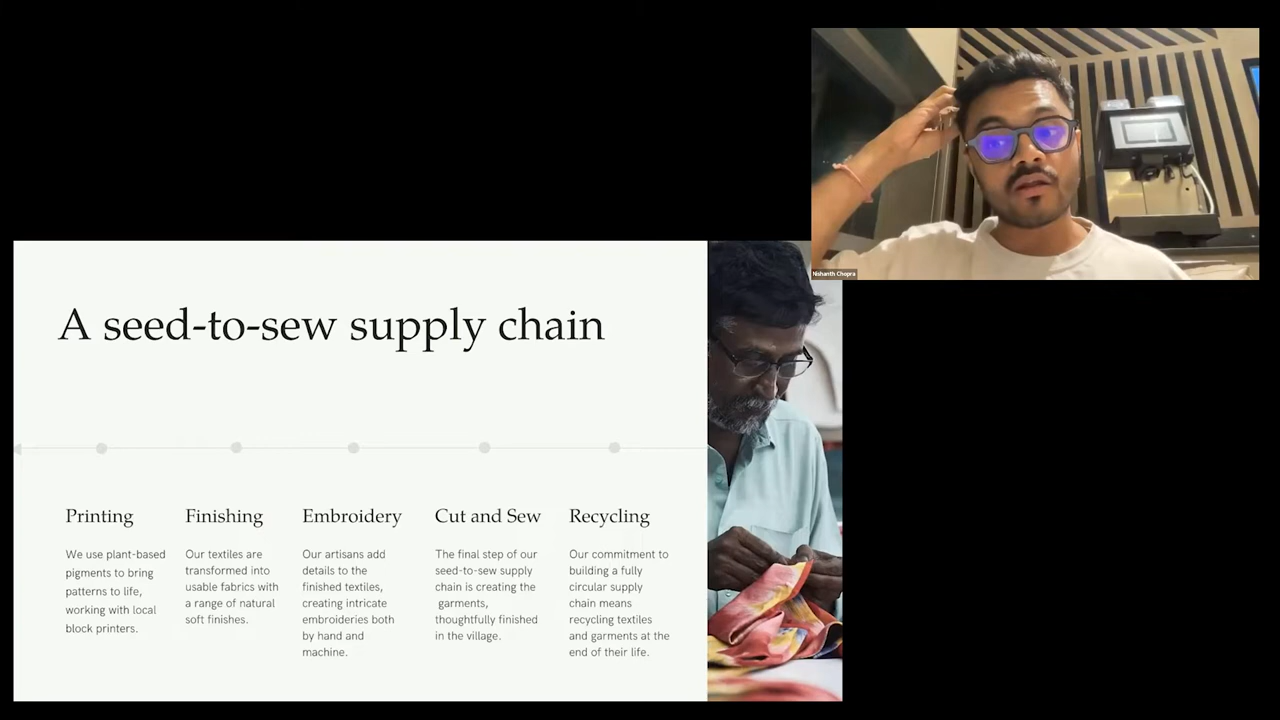 Nishanth Chopra
A seed-to-sew supply chain
Printing
We use plant-based
pigments to bring
patterns to life,
working with local
block printers.
Finishing
Our textiles are
transformed into
usable fabrics with
a range of natural
soft finishes.
Embroidery
Our artisans add
details to the
finished textiles,
creating intricate
embroideries both
by hand and
machine.
Cut and Sew
The final step of our
seed-to-sew supply
chain is creating the
garments,
thoughtfully finished
in the village.
Recycling
Our commitment to
building a fully
circular supply
chain means
recycling textiles
and garments at the
end of their life.